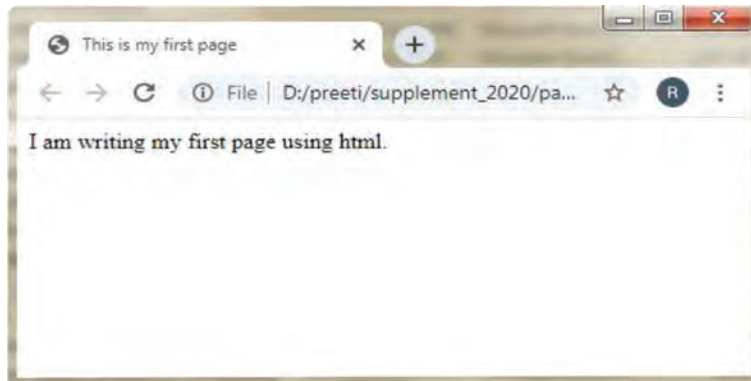 This is my first page
File | D:/preeti/supplement_2020/pa...
R
I am writing my first page using html.